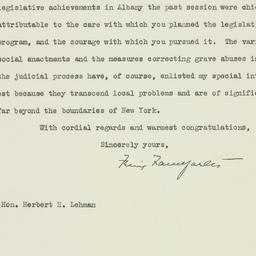 legislative achievements in Albany the past session were chie
attributable to the care with which you planned the legislati
program, and the courage with which you pursued it. The vari
social enactments and the measures correcting grave abuses in
the judicial process have, of course, enlisted my special int
est because they transcend local problems and are of signific
far beyond the boundaries of New York.
With cordial regards and warmest congratulations,
Sincerely yours,
Hon. Herbert H. Lehman